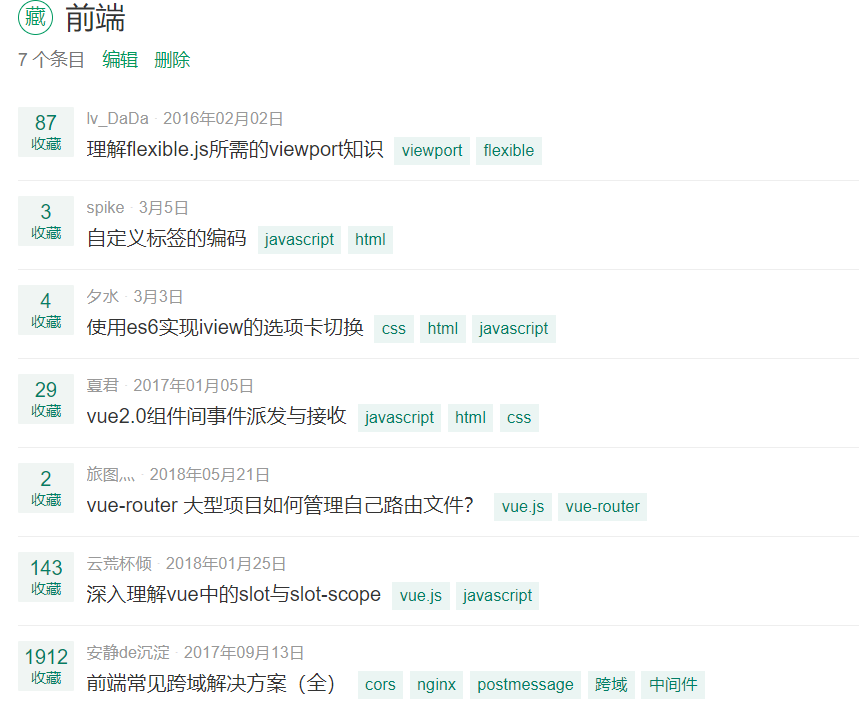 藏 前端
7 个条目 编辑 删除
87
收藏
lv_DaDa · 2016年02月02日
理解flexible.js所需的viewport知识 viewport flexible
3
收藏
spike · 3月5日
自定义标签的编码 javascript html
4
收藏
夕水 · 3月3日
使用es6实现iview的选项卡切换 css html javascript
29
收藏
夏君 · 2017年01月05日
vue2.0组件间事件派发与接收 javascript html css
2
收藏
旅图灬 · 2018年05月21日
vue-router 大型项目如何管理自己路由文件？ vue.js vue-router
143
收藏
云荒杯倾 · 2018年01月25日
深入理解vue中的slot与slot-scope vue.js javascript
1912
收藏
安静de沉淀 · 2017年09月13日
前端常见跨域解决方案（全） cors nginx postmessage 跨域 中间件